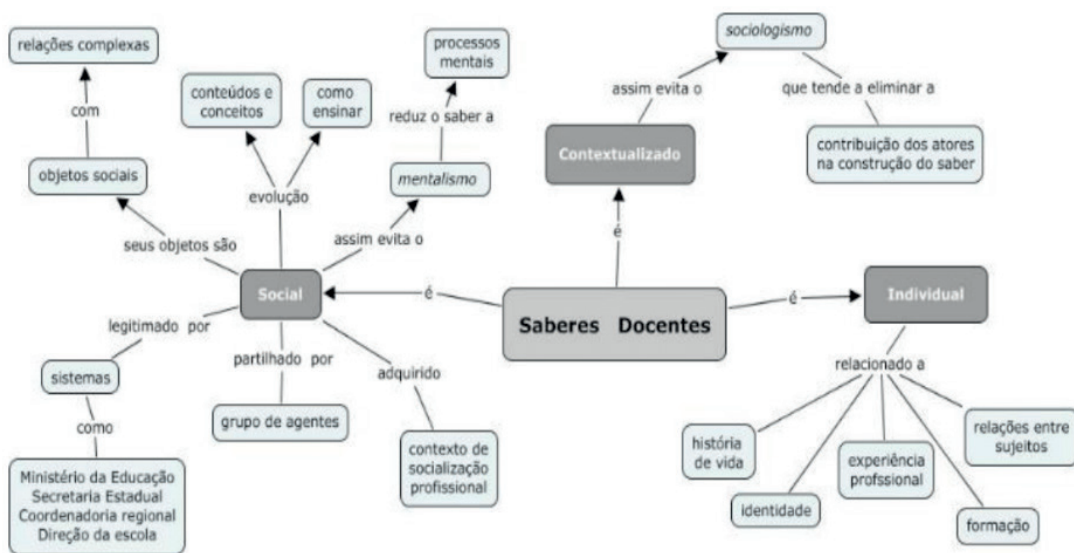 relações complexas
com
objetos sociais
seus objetos são
conteúdos e
conceitos
como
ensinar
evolução
processos
mentais
reduz o saber a
mentalismo
assim evita o
sociologismo
assim evita o
que tende a eliminar a
contribuição dos atores
na construção do saber
Contextualizado
é
Social
é
Saberes Docentes
é
Individual
legitimado por
sistemas
como
Ministério da Educação
Secretaria Estadual
Coordenadoria regional
Direção da escola
partilhado por
grupo de agentes
adquirido
contexto de
socialização
profissional
relacionado a
história
de vida
identidade
experiência
profssional
formação
relações entre
sujeitos